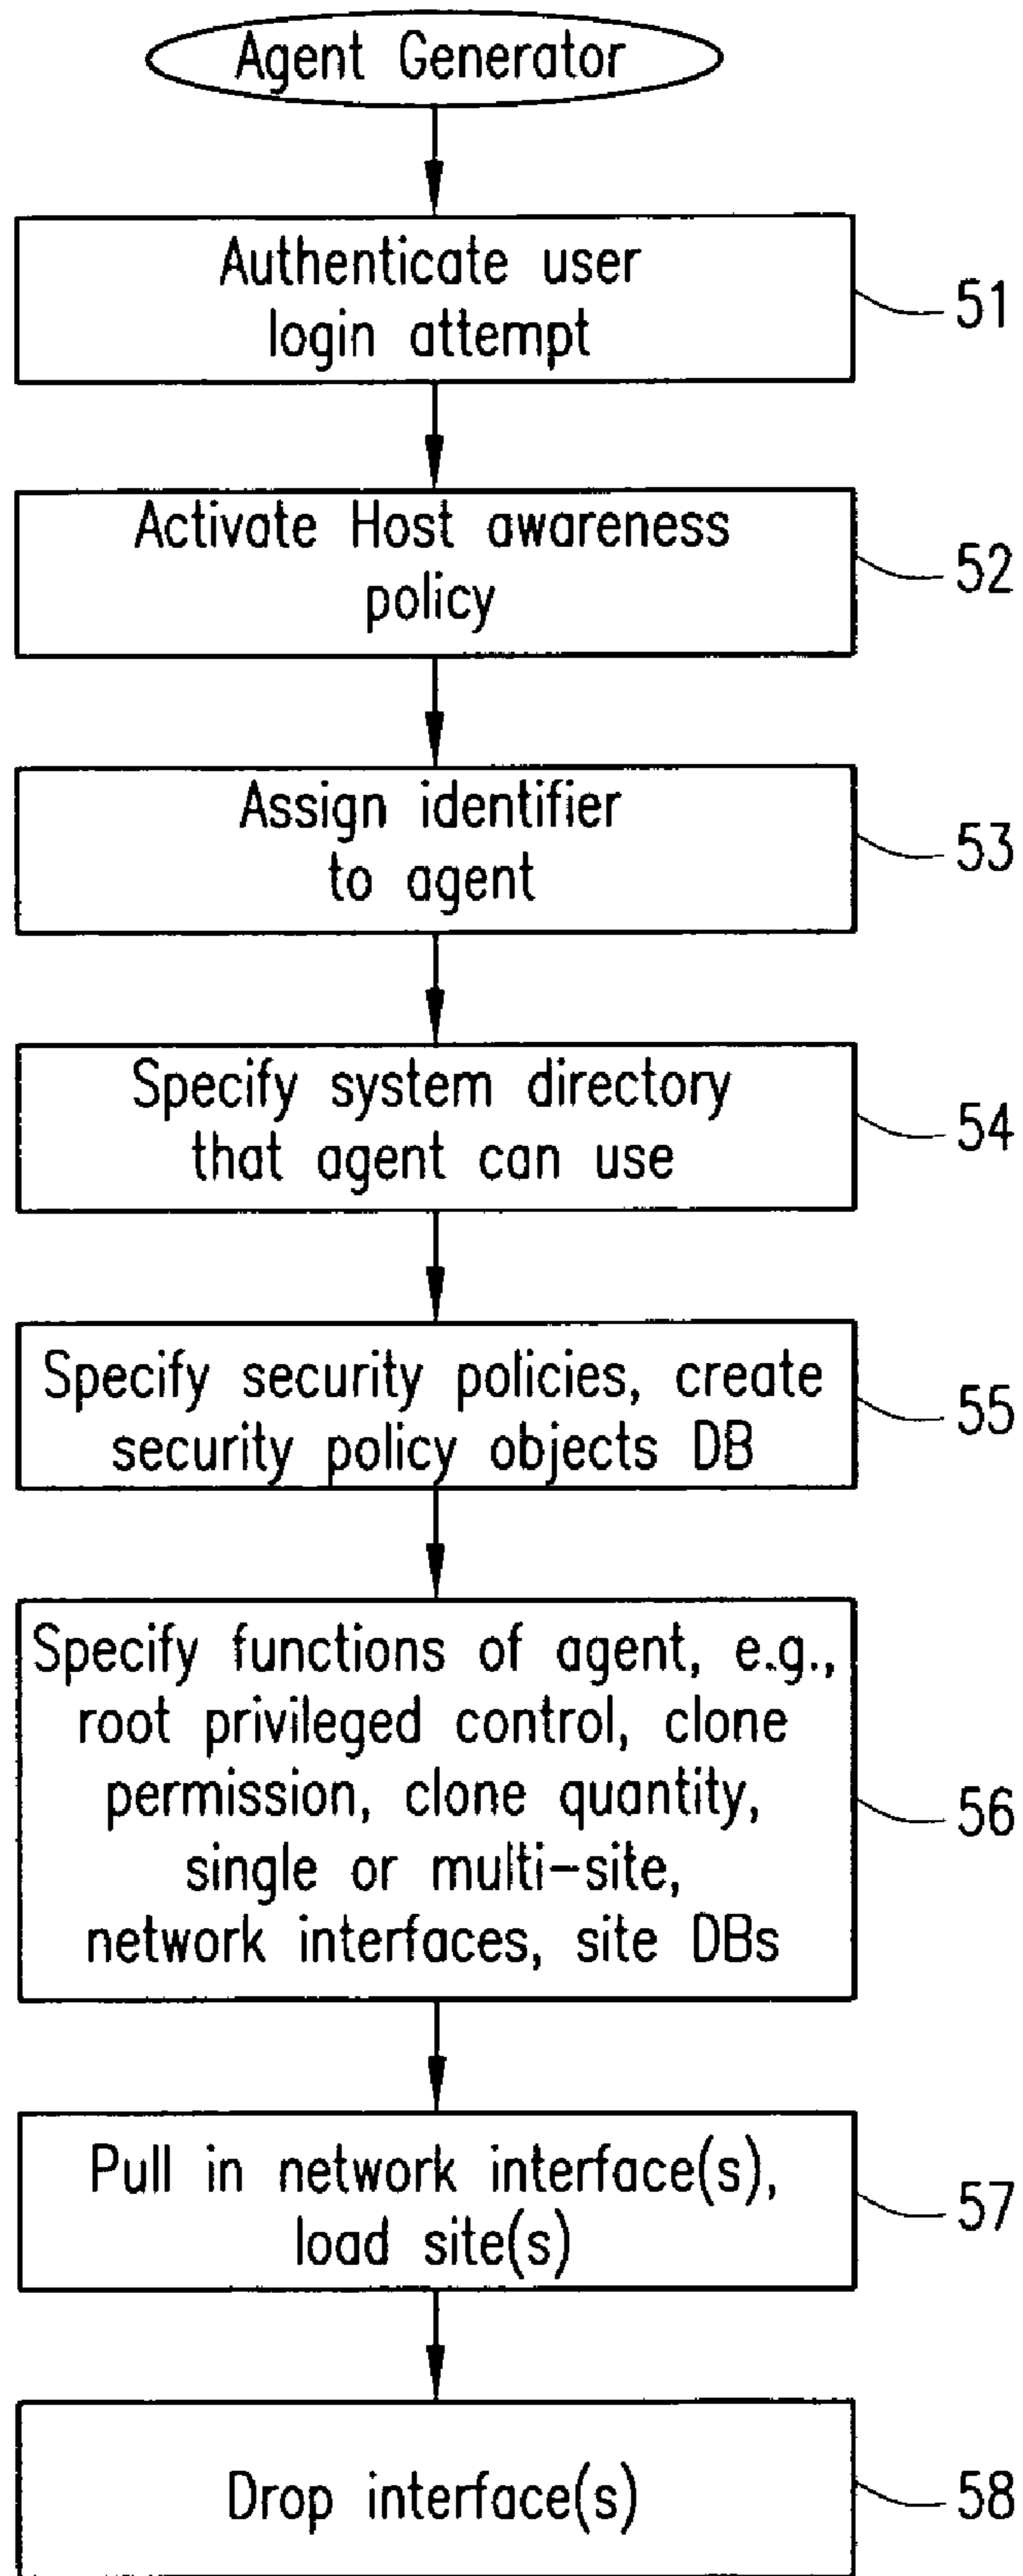 Agent Generator
Authenticate user
login attempt
51
Activate Host awareness
policy
52
Assign identifier
to agent
53
Specify system directory
that agent can use
54
Specify security policies, create
security policy objects DB
55
Specify functions of agent, e.g.,
root privileged control, clone
permission, clone quantity,
single or multi-site,
network interfaces, site DBs
56
Pull in network interface(s),
load site(s)
57
Drop interface(s)
58